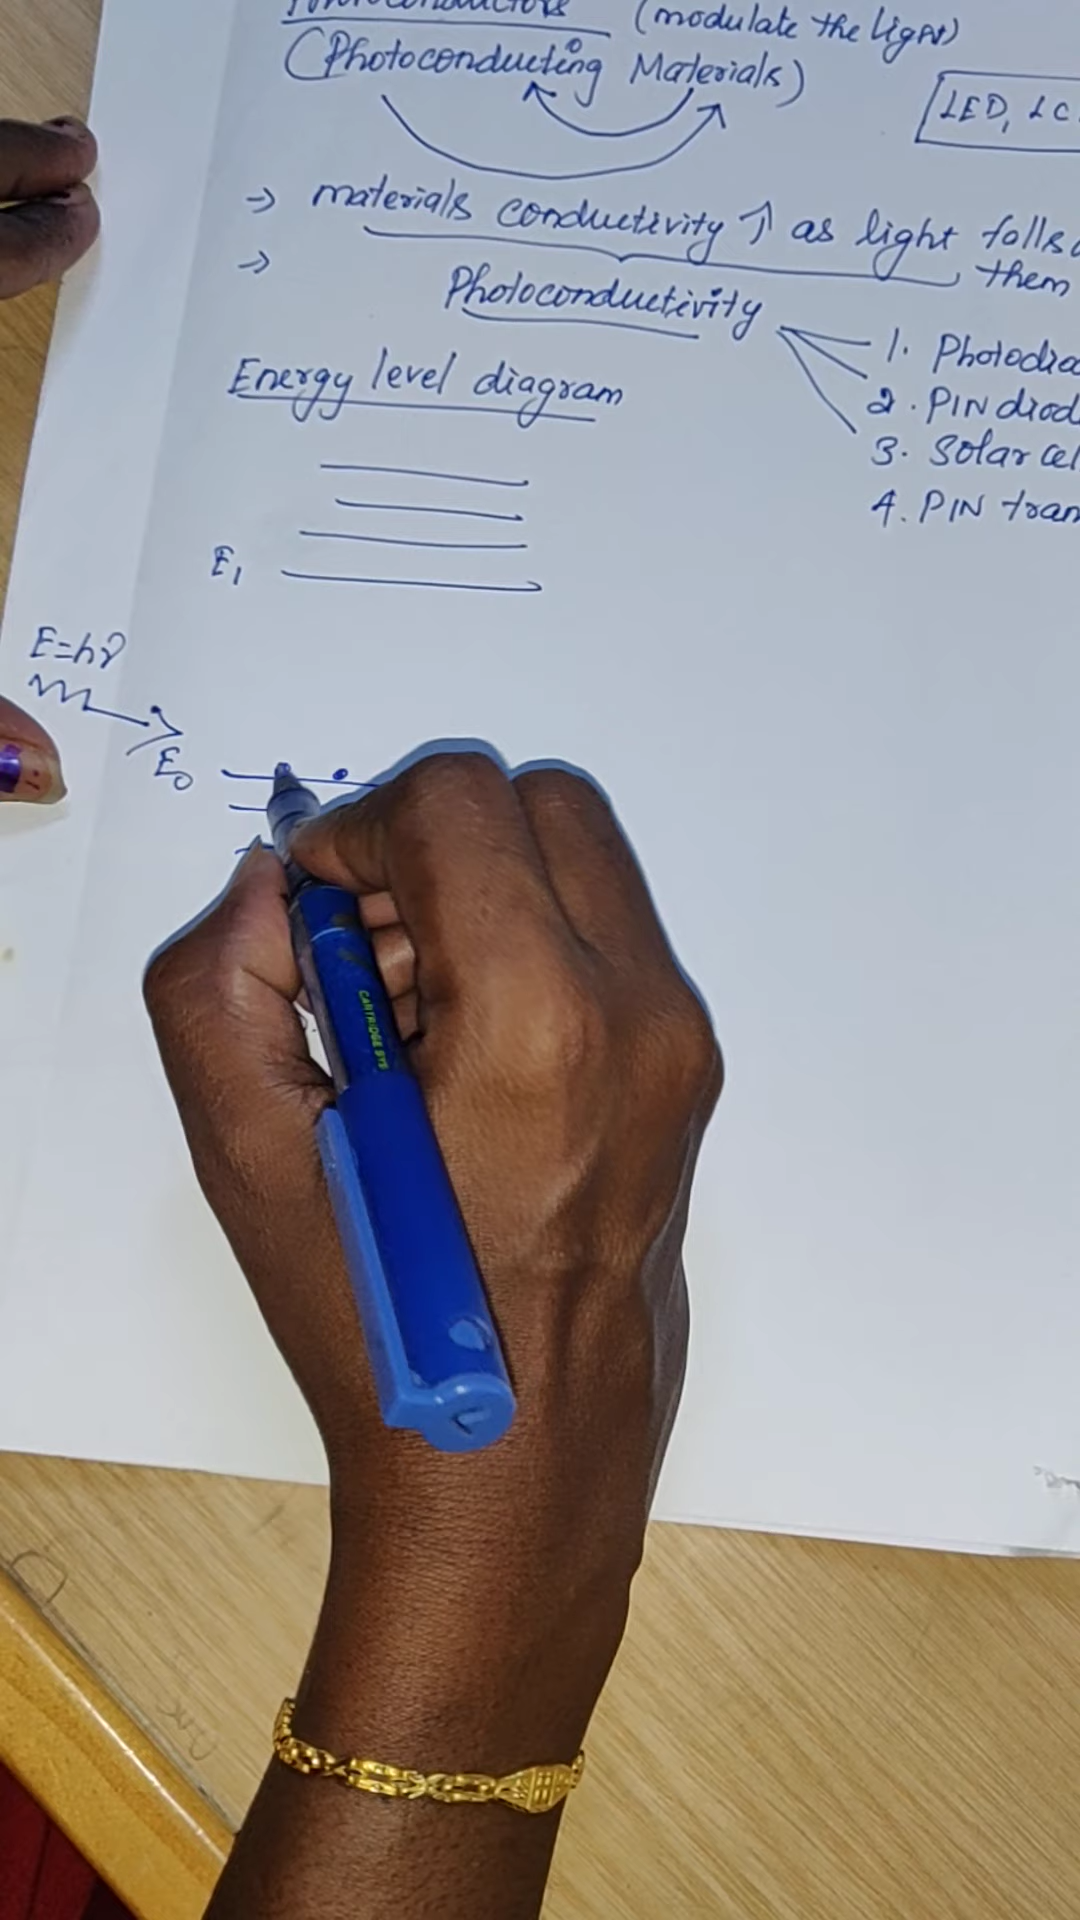 (modulate the light)
(Photoconducting Materials)
LED, LC
→ materials conductivity ↑ as light falls
→ them
Photoconductivity
1. Photodio
Energy level diagram
2. PIN diod
3. Solar cel
4. PIN tran
E₁
E=hν
E₀
CARTRIDGE SYS